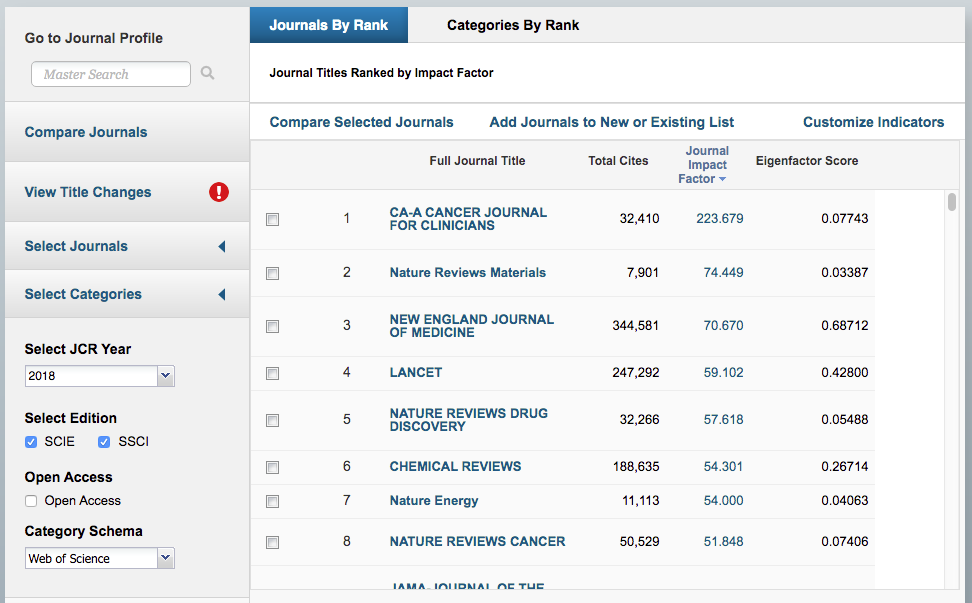 Go to Journal Profile
Master Search
Compare Journals
View Title Changes
Select Journals
Select Categories
Select JCR Year
2018
Select Edition
SCIE SSCI
Open Access
Open Access
Category Schema
Web of Science
Journals By Rank Categories By Rank
Journal Titles Ranked by Impact Factor
Compare Selected Journals Add Journals to New or Existing List Customize Indicators
Full Journal Title Total Cites Journal Impact Factor Eigenfactor Score
1 CA-A CANCER JOURNAL FOR CLINICIANS 32,410 223.679 0.07743
2 Nature Reviews Materials 7,901 74.449 0.03387
3 NEW ENGLAND JOURNAL OF MEDICINE 344,581 70.670 0.68712
4 LANCET 247,292 59.102 0.42800
5 NATURE REVIEWS DRUG DISCOVERY 32,266 57.618 0.05488
6 CHEMICAL REVIEWS 188,635 54.301 0.26714
7 Nature Energy 11,113 54.000 0.04063
8 NATURE REVIEWS CANCER 50,529 51.848 0.07406
JAMA-JOURNAL OF THE